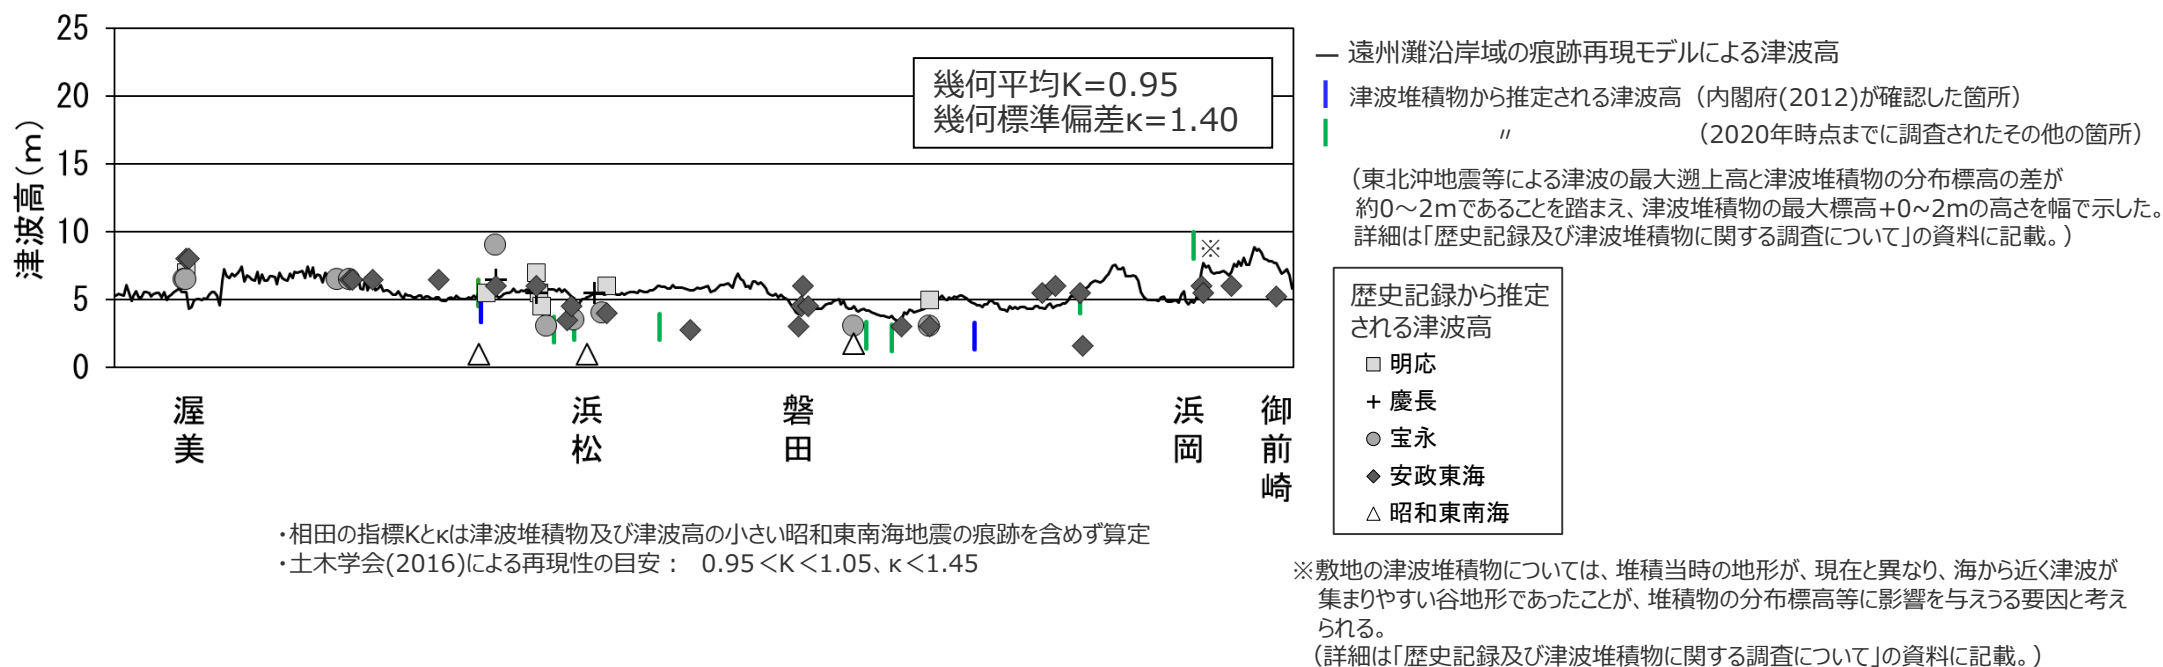 25
20
15
10
5
0
津波高(m)
幾何平均K=0.95
幾何標準偏差κ=1.40
渥美
浜松
磐田
浜岡
御前崎
― 遠州灘沿岸域の痕跡再現モデルによる津波高
津波堆積物から推定される津波高（内閣府(2012)が確認した箇所）
〃 （2020年時点までに調査されたその他の箇所）
（東北沖地震等による津波の最大遡上高と津波堆積物の分布標高の差が
約0～2mであることを踏まえ、津波堆積物の最大標高+0~2mの高さを幅で示した。
詳細は「歴史記録及び津波堆積物に関する調査について」の資料に記載。）
※
歴史記録から推定
される津波高
□ 明応
+ 慶長
● 宝永
◆ 安政東海
△ 昭和東南海
・相田の指標Kとκは津波堆積物及び津波高の小さい昭和東南海地震の痕跡を含めず算定
・土木学会(2016)による再現性の目安： 0.95＜K＜1.05、κ＜1.45
※敷地の津波堆積物については、堆積当時の地形が、現在と異なり、海から近く津波が
集まりやすい谷地形であったことが、堆積物の分布標高等に影響を与えうる要因と考え
られる。
（詳細は「歴史記録及び津波堆積物に関する調査について」の資料に記載。）